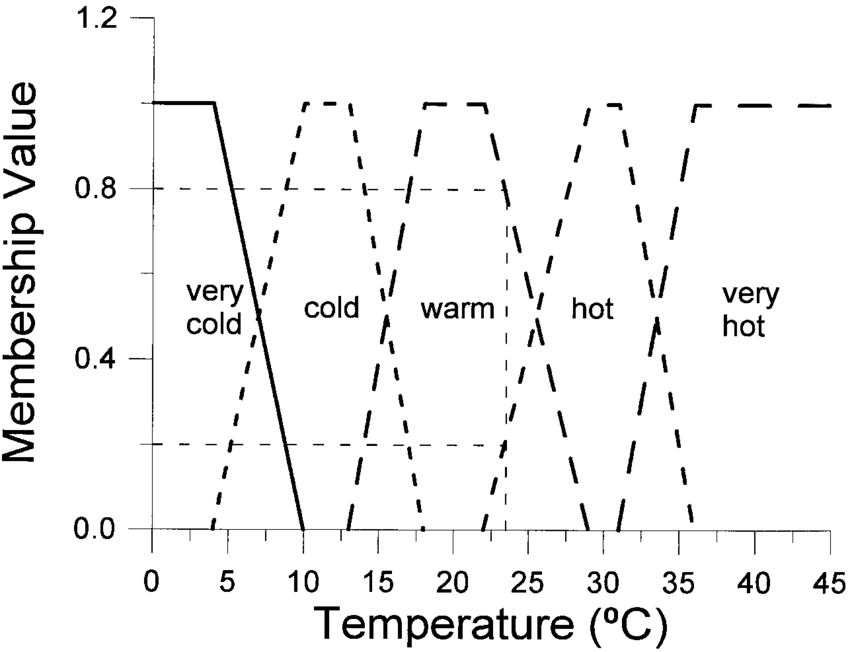 1.2
0.8
0.4
0.0
Membership Value
very
cold
cold
warm
hot
very
hot
0 5 10 15 20 25 30 35 40 45
Temperature (ºC)